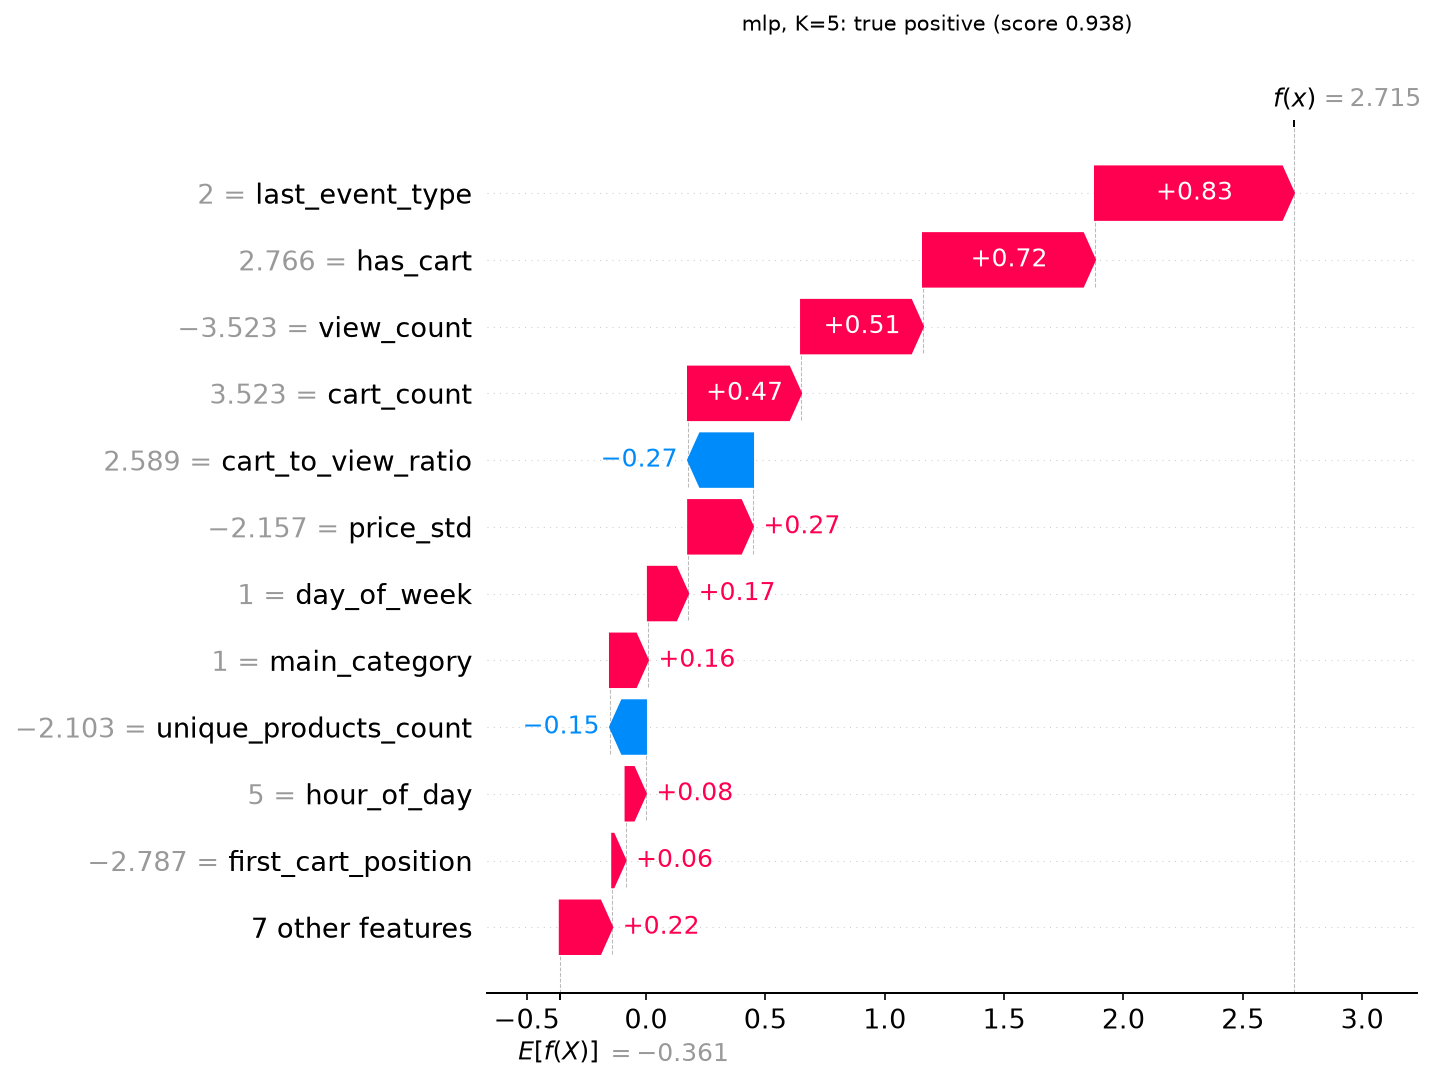 mlp, K=5: true positive (score 0.938)
f(x) = 2.715
2 = last_event_type +0.83
2.766 = has_cart +0.72
−3.523 = view_count +0.51
3.523 = cart_count +0.47
2.589 = cart_to_view_ratio −0.27
−2.157 = price_std +0.27
1 = day_of_week +0.17
1 = main_category +0.16
−2.103 = unique_products_count −0.15
5 = hour_of_day +0.08
−2.787 = first_cart_position +0.06
7 other features +0.22
−0.5 0.0 0.5 1.0 1.5 2.0 2.5 3.0
E[f(X)] = −0.361